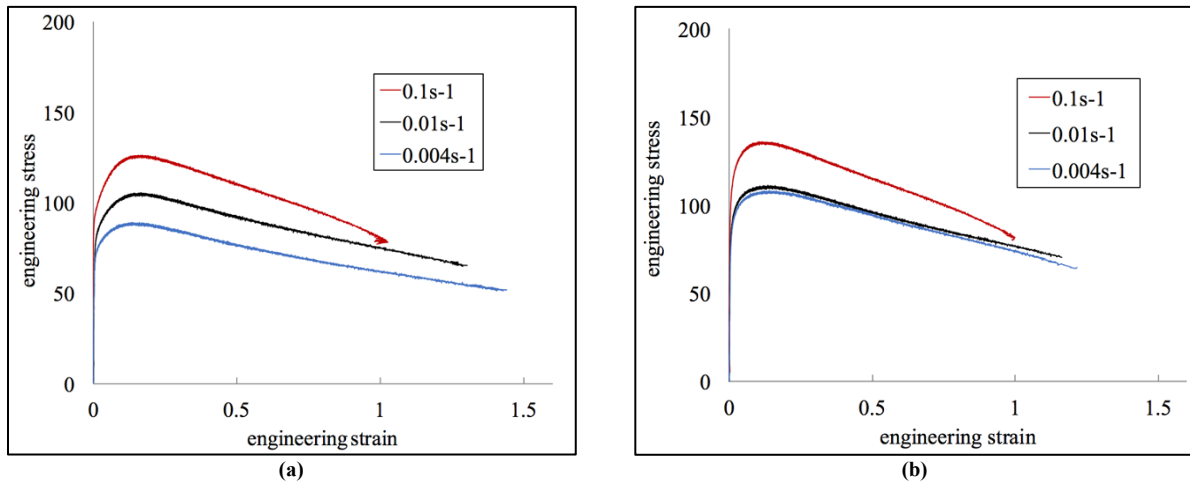 200
150
100
50
0
engineering stress
0.1s-1
0.01s-1
0.004s-1
0 0.5 1 1.5
engineering strain
(a)
200
150
100
50
0
engineering stress
0.1s-1
0.01s-1
0.004s-1
0 0.5 1 1.5
engineering strain
(b)